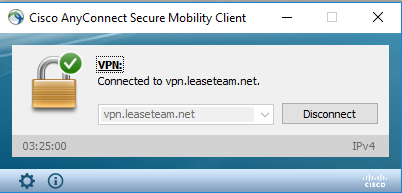 Cisco AnyConnect Secure Mobility Client
VPN:
Connected to vpn.leaseteam.net.
vpn.leaseteam.net
Disconnect
03:25:00
IPv4
CISCO